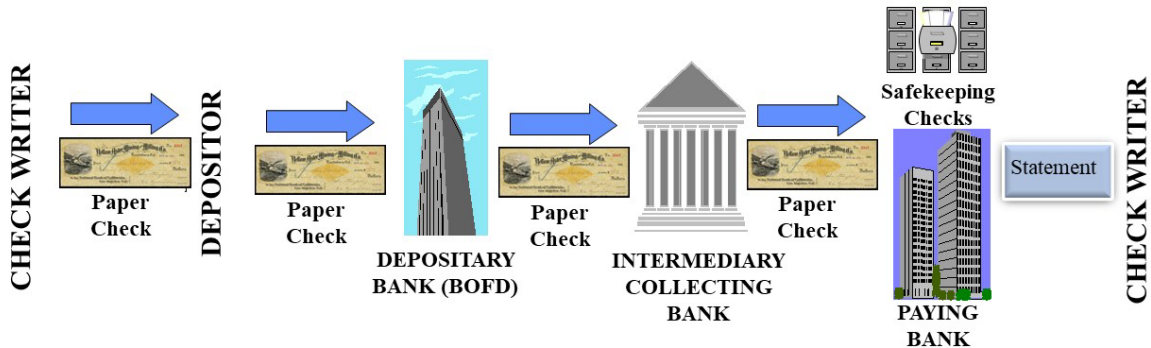 CHECK WRITER
Paper
Check
DEPOSITOR
Paper
Check
DEPOSITARY
BANK (BOFD)
Paper
Check
INTERMEDIARY
COLLECTING
BANK
Paper
Check
Safekeeping
Checks
PAYING
BANK
Statement
CHECK WRITER